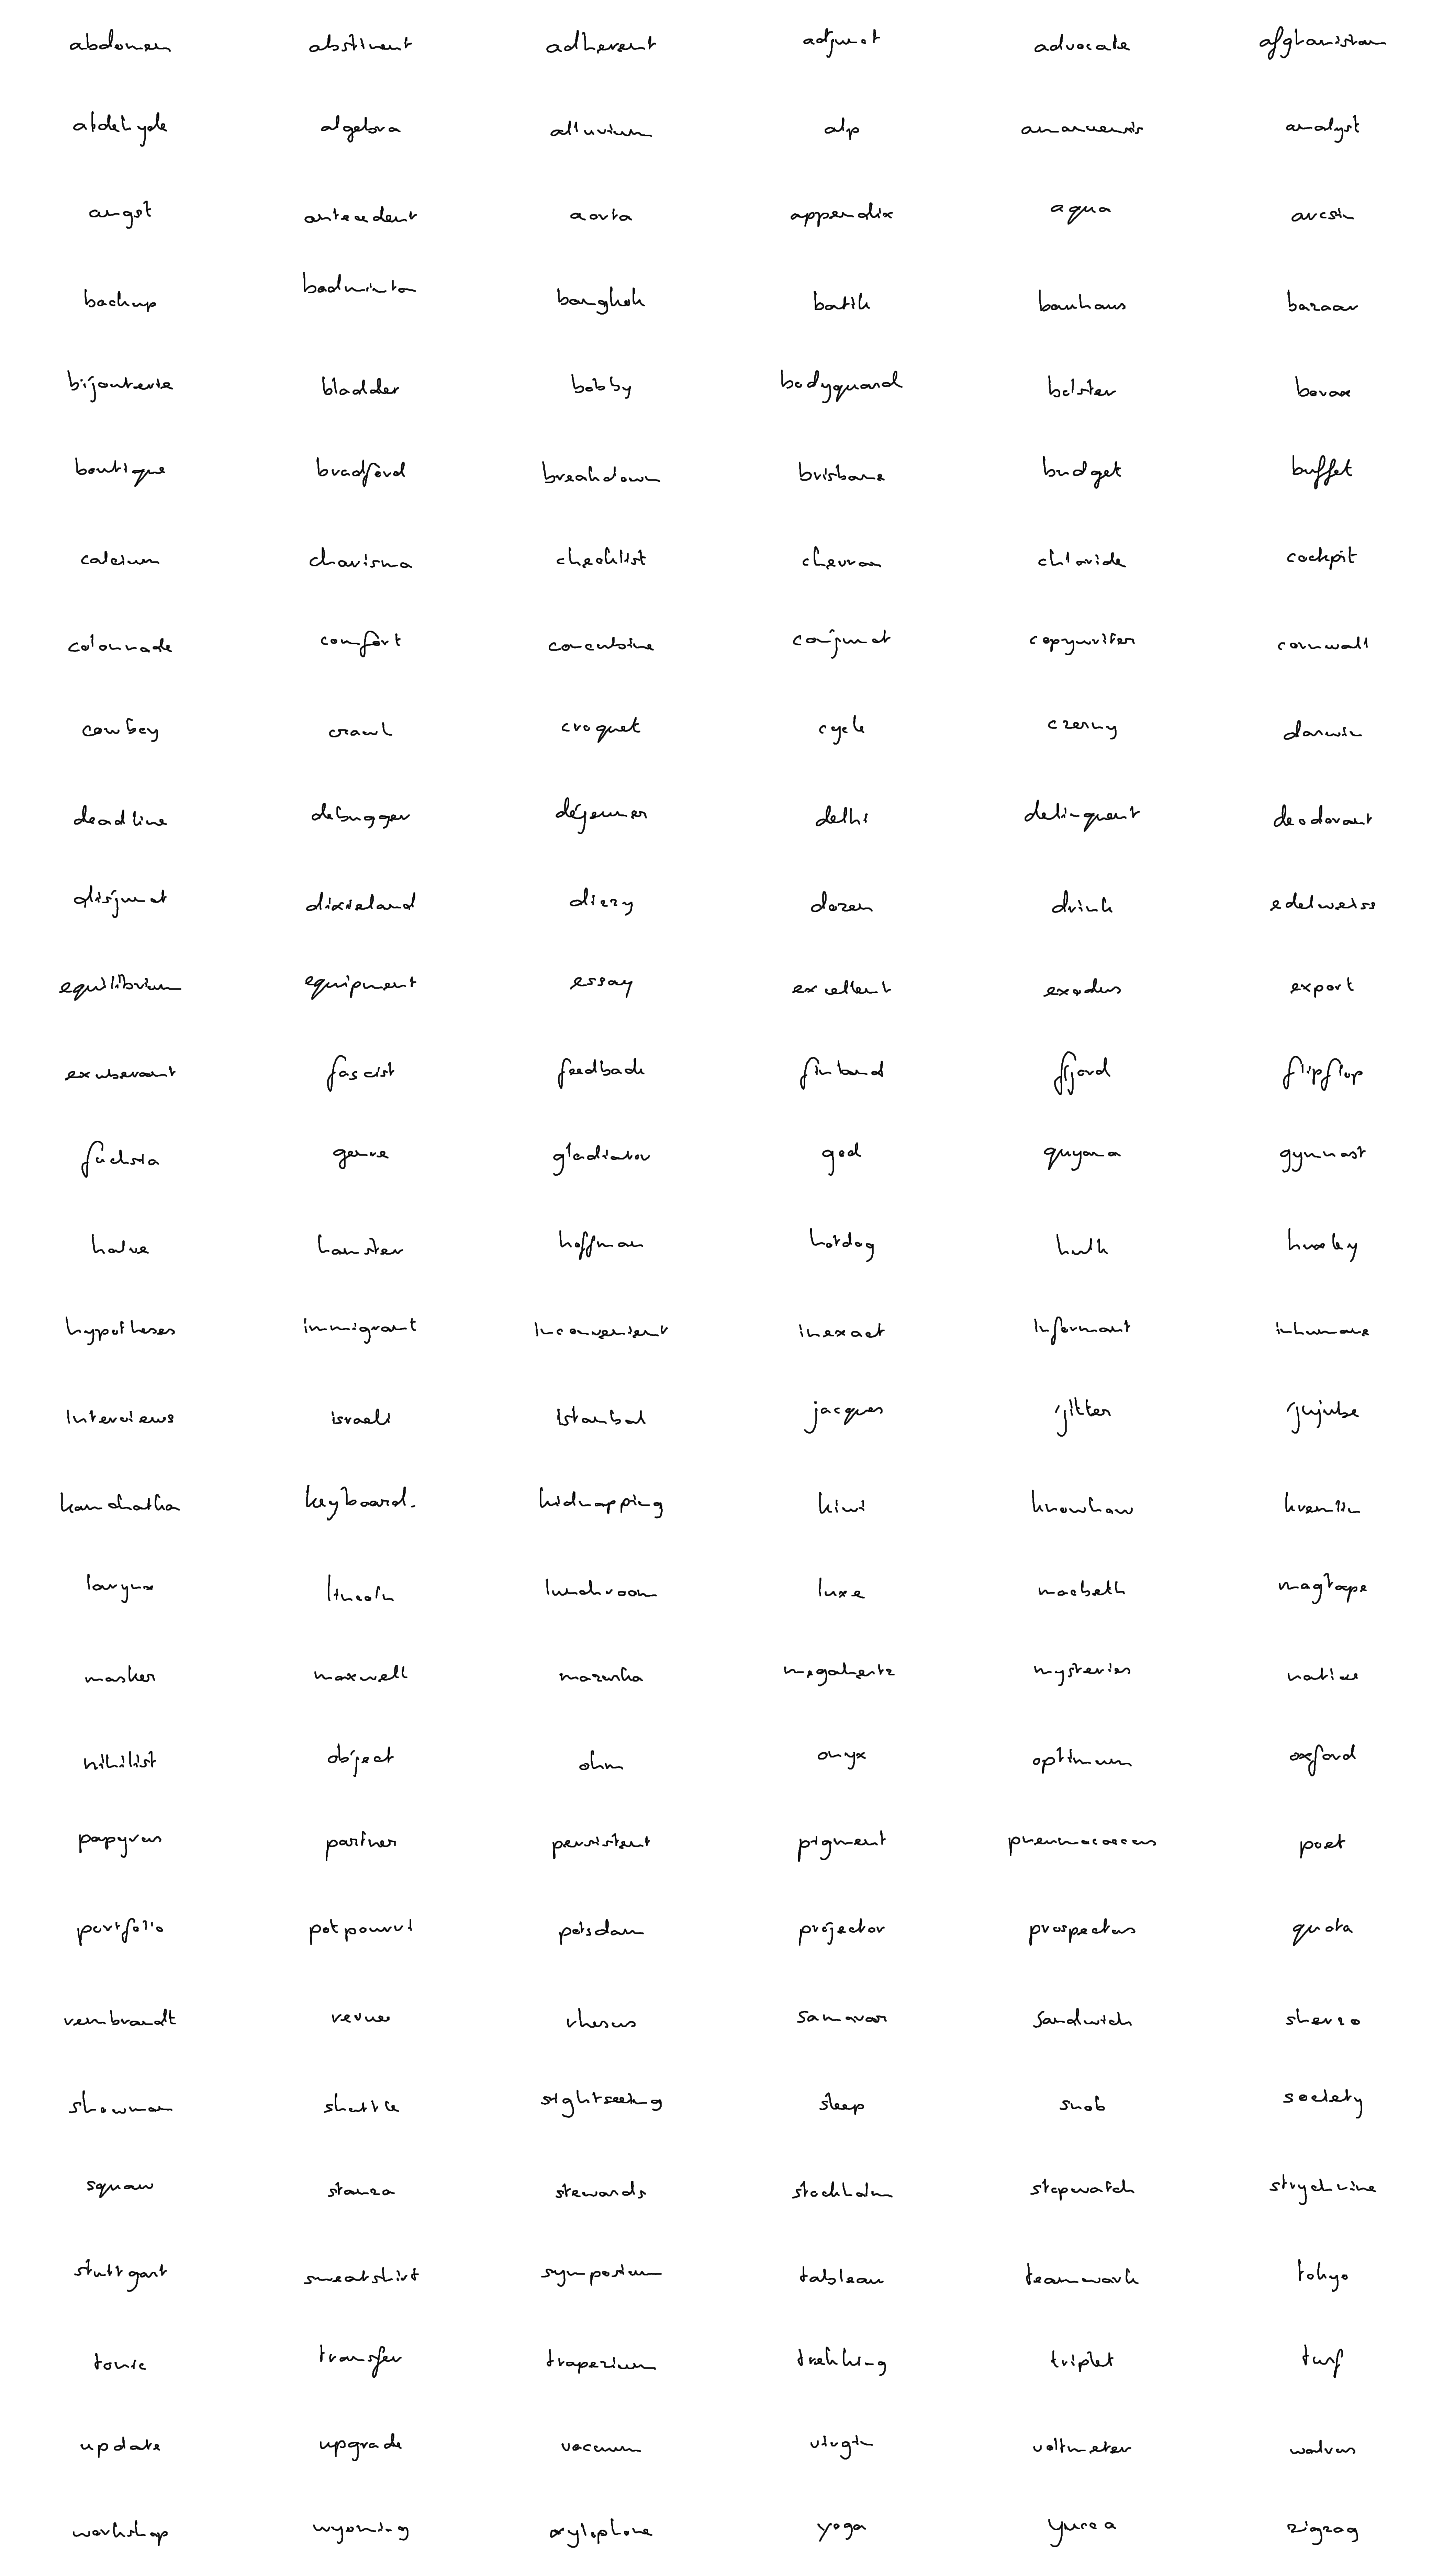 abdomen abstinent adherent adjunct advocate afghanistan
aldehyde algebra alluvium alp amanuensis analyst
angst antecedent aorta appendix aqua arcsin
backup badminton bangkok batik bauhaus bazaar
bijouterie bladder bobby bodyguard bolster borax
boutique bradford breakdown brisbane budget buffet
calcium charisma checklist chevron chloride cockpit
colonnade comfort concubine conjunct copywriter cornwall
cowboy crawl croquet cycle czerny darwin
deadline debugger déjeuner delhi delinquent deodorant
disjunct dixieland dizzy dozen drink edelweiss
equilibrium equipment essay excellent exodus export
exuberant fascist feedback finland fjord flipflop
fuchsia genre gladiator god guyana gymnast
halve hamster hoffman hotdog hulk huxley
hypotheses immigrant inconvenient inexact informant inhumane
interviews israeli istanbul jacques jitter jujube
kamchatka keyboard. kidnapping kiwi knowhow kremlin
larynx lincoln lunchroom luxe macbeth magtape
masker maxwell mazurka megahertz mysteries native
nihilist object ohm onyx optimum oxford
papyrus partner persistent pigment pneumococcus poet
portfolio potpourri potsdam projector prospectus quota
rembrandt revue rhesus samovar sandwich sherzo
showman shuttle sightseeing sleep snob society
squaw stanza stewards stockholm stopwatch strychnine
stuttgart sweatshirt symposium tableau teamwork tokyo
tonic transfer trapezium trekking triplet turf
update upgrade vacuum virgin voltmeter walrus
workshop wyoming xylophone yoga yucca zigzag